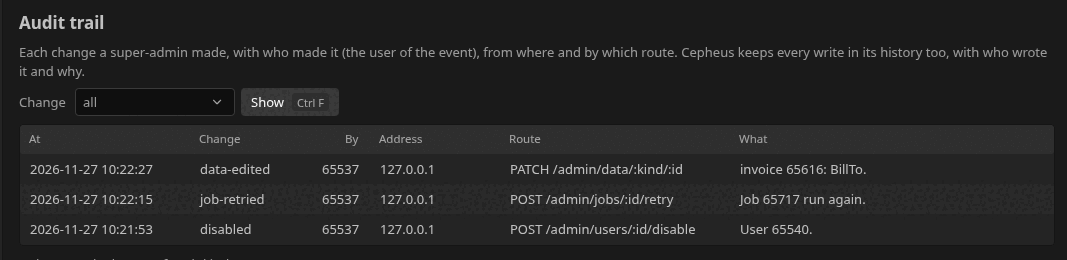 Audit trail
Each change a super-admin made, with who made it (the user of the event), from where and by which route. Cepheus keeps every write in its history too, with who wrote
it and why.
Change all Show Ctrl F
At Change By Address Route What
2026-11-27 10:22:27 data-edited 65537 127.0.0.1 PATCH /admin/data/:kind/:id invoice 65616: BillTo.
2026-11-27 10:22:15 job-retried 65537 127.0.0.1 POST /admin/jobs/:id/retry Job 65717 run again.
2026-11-27 10:21:53 disabled 65537 127.0.0.1 POST /admin/users/:id/disable User 65540.